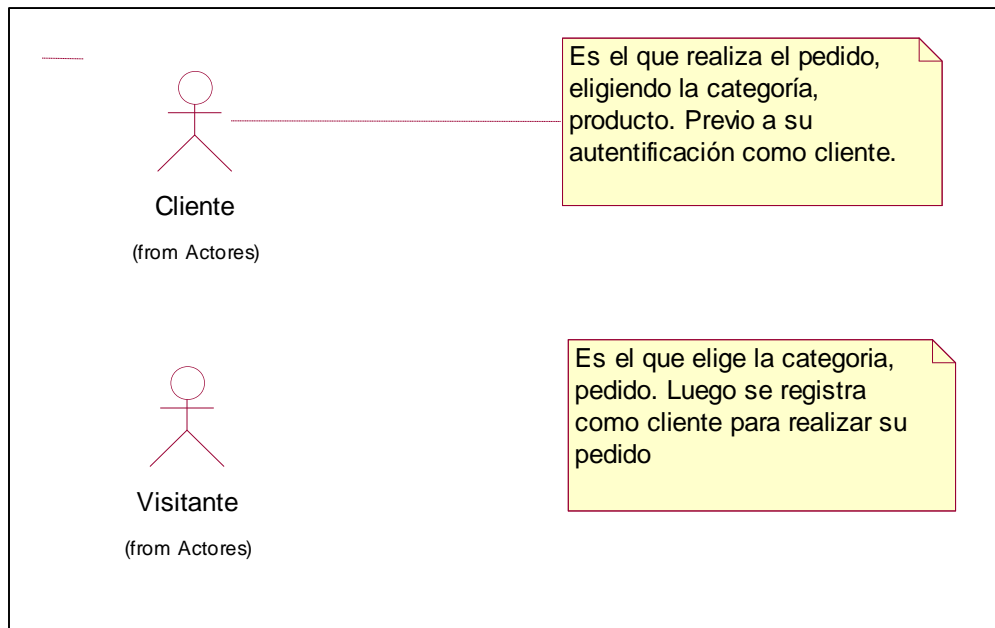 Es el que realiza el pedido,
eligiendo la categoría,
producto. Previo a su
autentificación como cliente.
Cliente
(from Actores)
Es el que elige la categoria,
pedido. Luego se registra
como cliente para realizar su
pedido
Visitante
(from Actores)